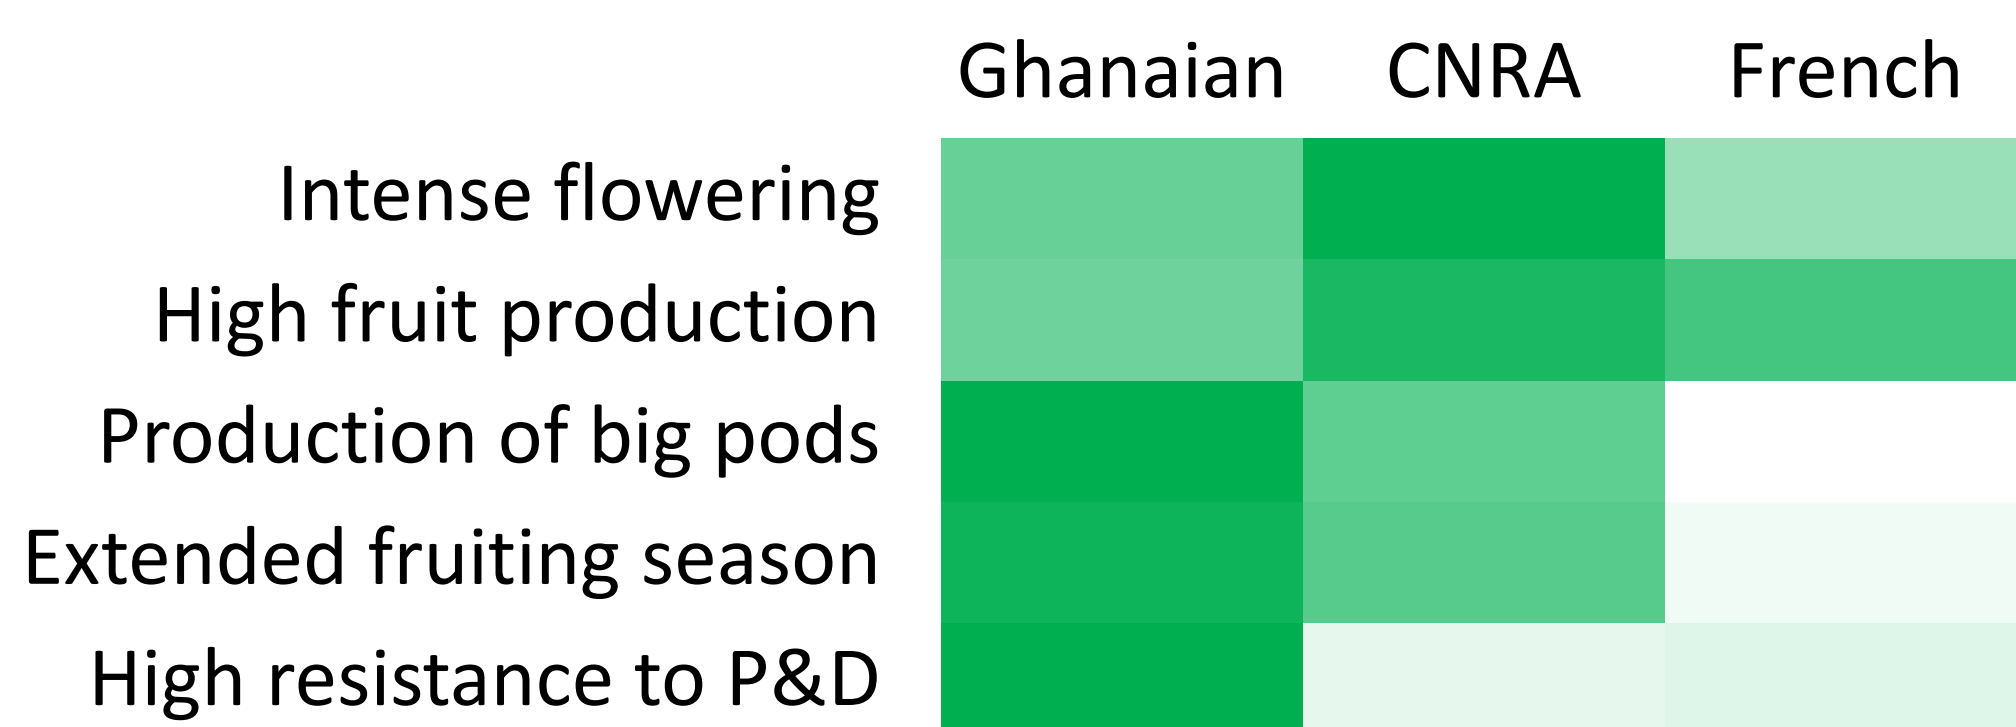 Ghanaian CNRA French
Intense flowering
High fruit production
Production of big pods
Extended fruiting season
High resistance to P&D